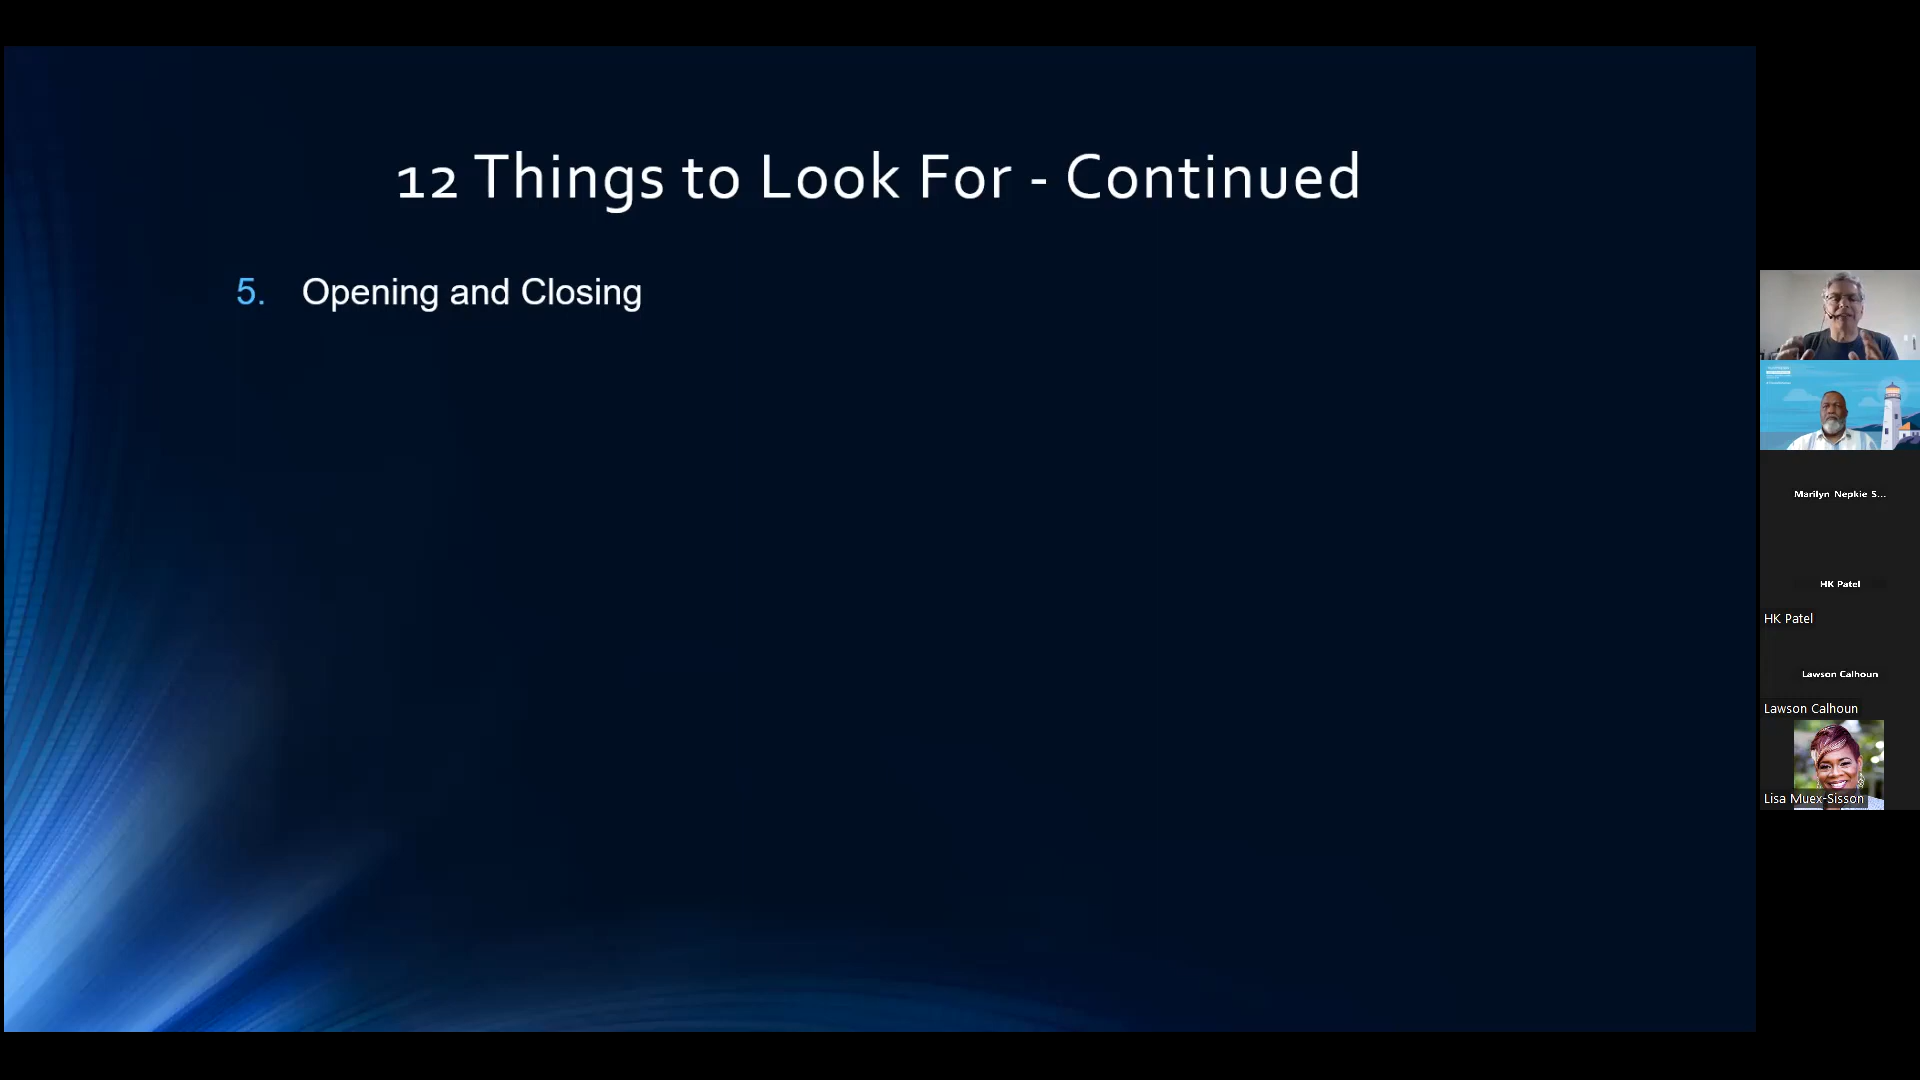 12 Things to Look For - Continued
5. Opening and Closing
Marilyn Nepkie S...
HK Patel
HK Patel
Lawson Calhoun
Lawson Calhoun
Lisa Muex-Sisson